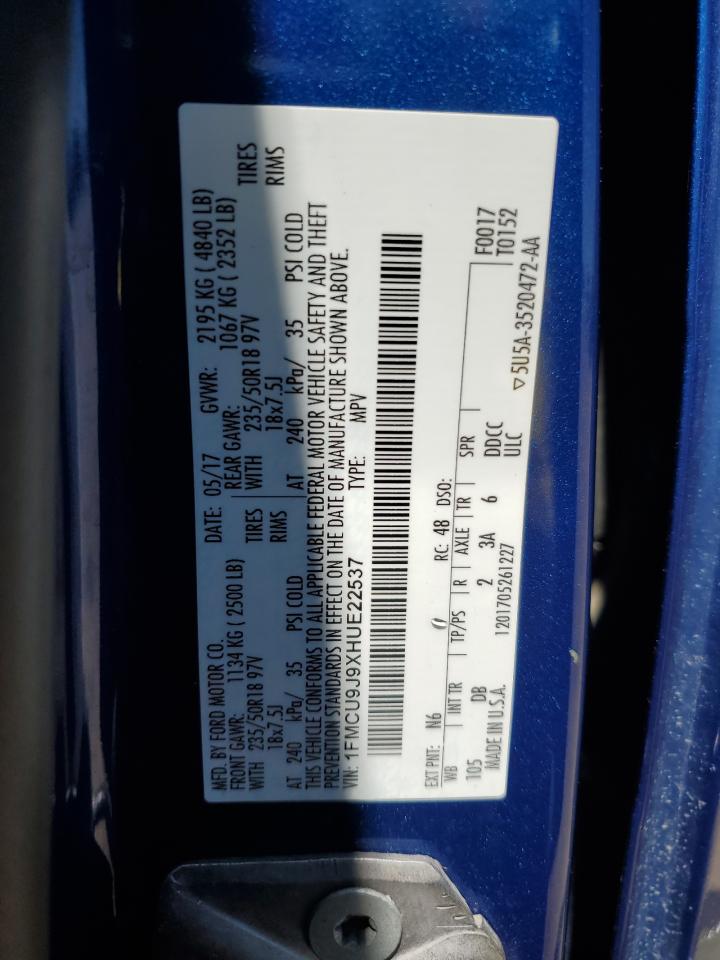 MFD. BY FORD MOTOR CO. DATE: 05/17 GVWR: 2195 KG ( 4840 LB)
FRONT GAWR: 1134 KG ( 2500 LB) REAR GAWR: 1067 KG ( 2352 LB)
WITH 235/50R18 97V TIRES WITH 235/50R18 97V TIRES
18x7.5J RIMS 18x7.5J RIMS
AT 240 kPa/ 35 PSI COLD AT 240 kPa/ 35 PSI COLD
THIS VEHICLE CONFORMS TO ALL APPLICABLE FEDERAL MOTOR VEHICLE SAFETY AND THEFT
PREVENTION STANDARDS IN EFFECT ON THE DATE OF MANUFACTURE SHOWN ABOVE.
VIN: 1FMCU9J9XHUE22537 TYPE: MPV
EXT PNT: N6 RC: 48 DSO: F0017
T0152
WB INT TR TP/PS R AXLE TR SPR
105 DB 2 3A 6 DDCC
ULC
MADE IN U.S.A. 1201705261227 5U5A-3520472-AA